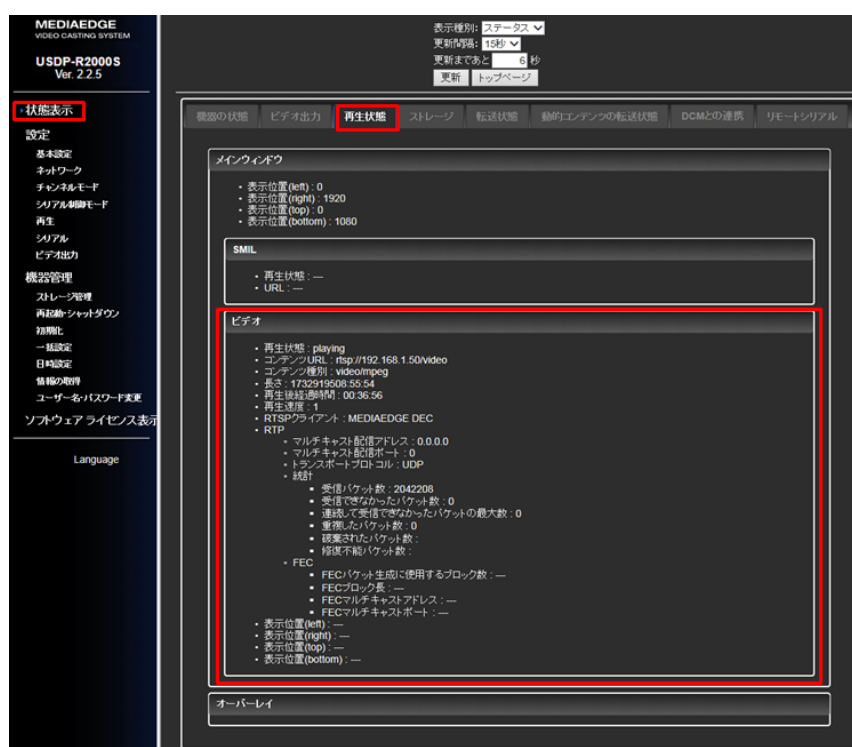 MEDIAEDGE
VIDEO CASTING SYSTEM
USDP-R2000S
Ver. 2.2.5
表示種別: ステータス
更新間隔: 15秒
更新まであと 6 秒
更新 トップページ
状態表示
設定
基本設定
ネットワーク
チャンネルモード
シリアル制御モード
再生
シリアル
ビデオ出力
機器管理
ストレージ管理
再起動・シャットダウン
初期化
一括設定
日時設定
情報の取得
ユーザー名・パスワード変更
ソフトウェア ライセンス表示
Language
機器の状態 ビデオ出力 再生状態 ストレージ 転送状態 動的コンテンツの転送状態 DCMとの連携 リモートシリアル
メインウィンドウ
• 表示位置(left) : 0
• 表示位置(right) : 1920
• 表示位置(top) : 0
• 表示位置(bottom) : 1080
SMIL
• 再生状態 : ---
• URL : ---
ビデオ
• 再生状態 : playing
• コンテンツURL : rtsp://192.168.1.50/video
• コンテンツ種別 : video/mpeg
• 長さ : 1732919508:55:54
• 再生後経過時間 : 00:36:56
• 再生速度 : 1
• RTSPクライアント : MEDIAEDGE DEC
• RTP
• マルチキャスト配信アドレス : 0.0.0.0
• マルチキャスト配信ポート : 0
• トランスポートプロトコル : UDP
• 統計
• 受信パケット数 : 2042208
• 受信できなかったパケット数 : 0
• 連続して受信できなかったパケットの最大数 : 0
• 重複したパケット数 : 0
• 破棄されたパケット数 :
• 修復不能パケット数 :
• FEC
• FECパケット生成に使用するブロック数 : ---
• FECブロック長 : ---
• FECマルチキャストアドレス : ---
• FECマルチキャストポート : ---
• 表示位置(left) : ---
• 表示位置(right) : ---
• 表示位置(top) : ---
• 表示位置(bottom) : ---
オーバーレイ